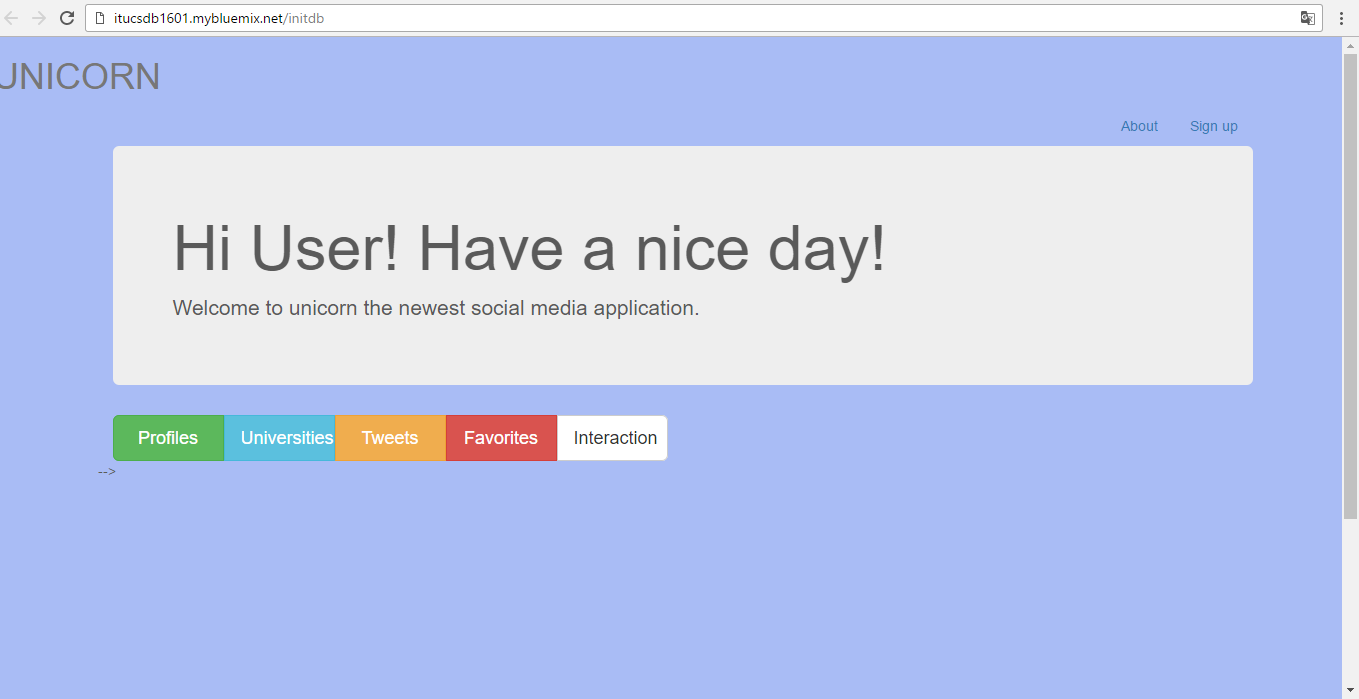 itucsdb1601.mybluemix.net/initdb
UNICORN
About Sign up
Hi User! Have a nice day!
Welcome to unicorn the newest social media application.
Profiles Universities Tweets Favorites Interaction
-->